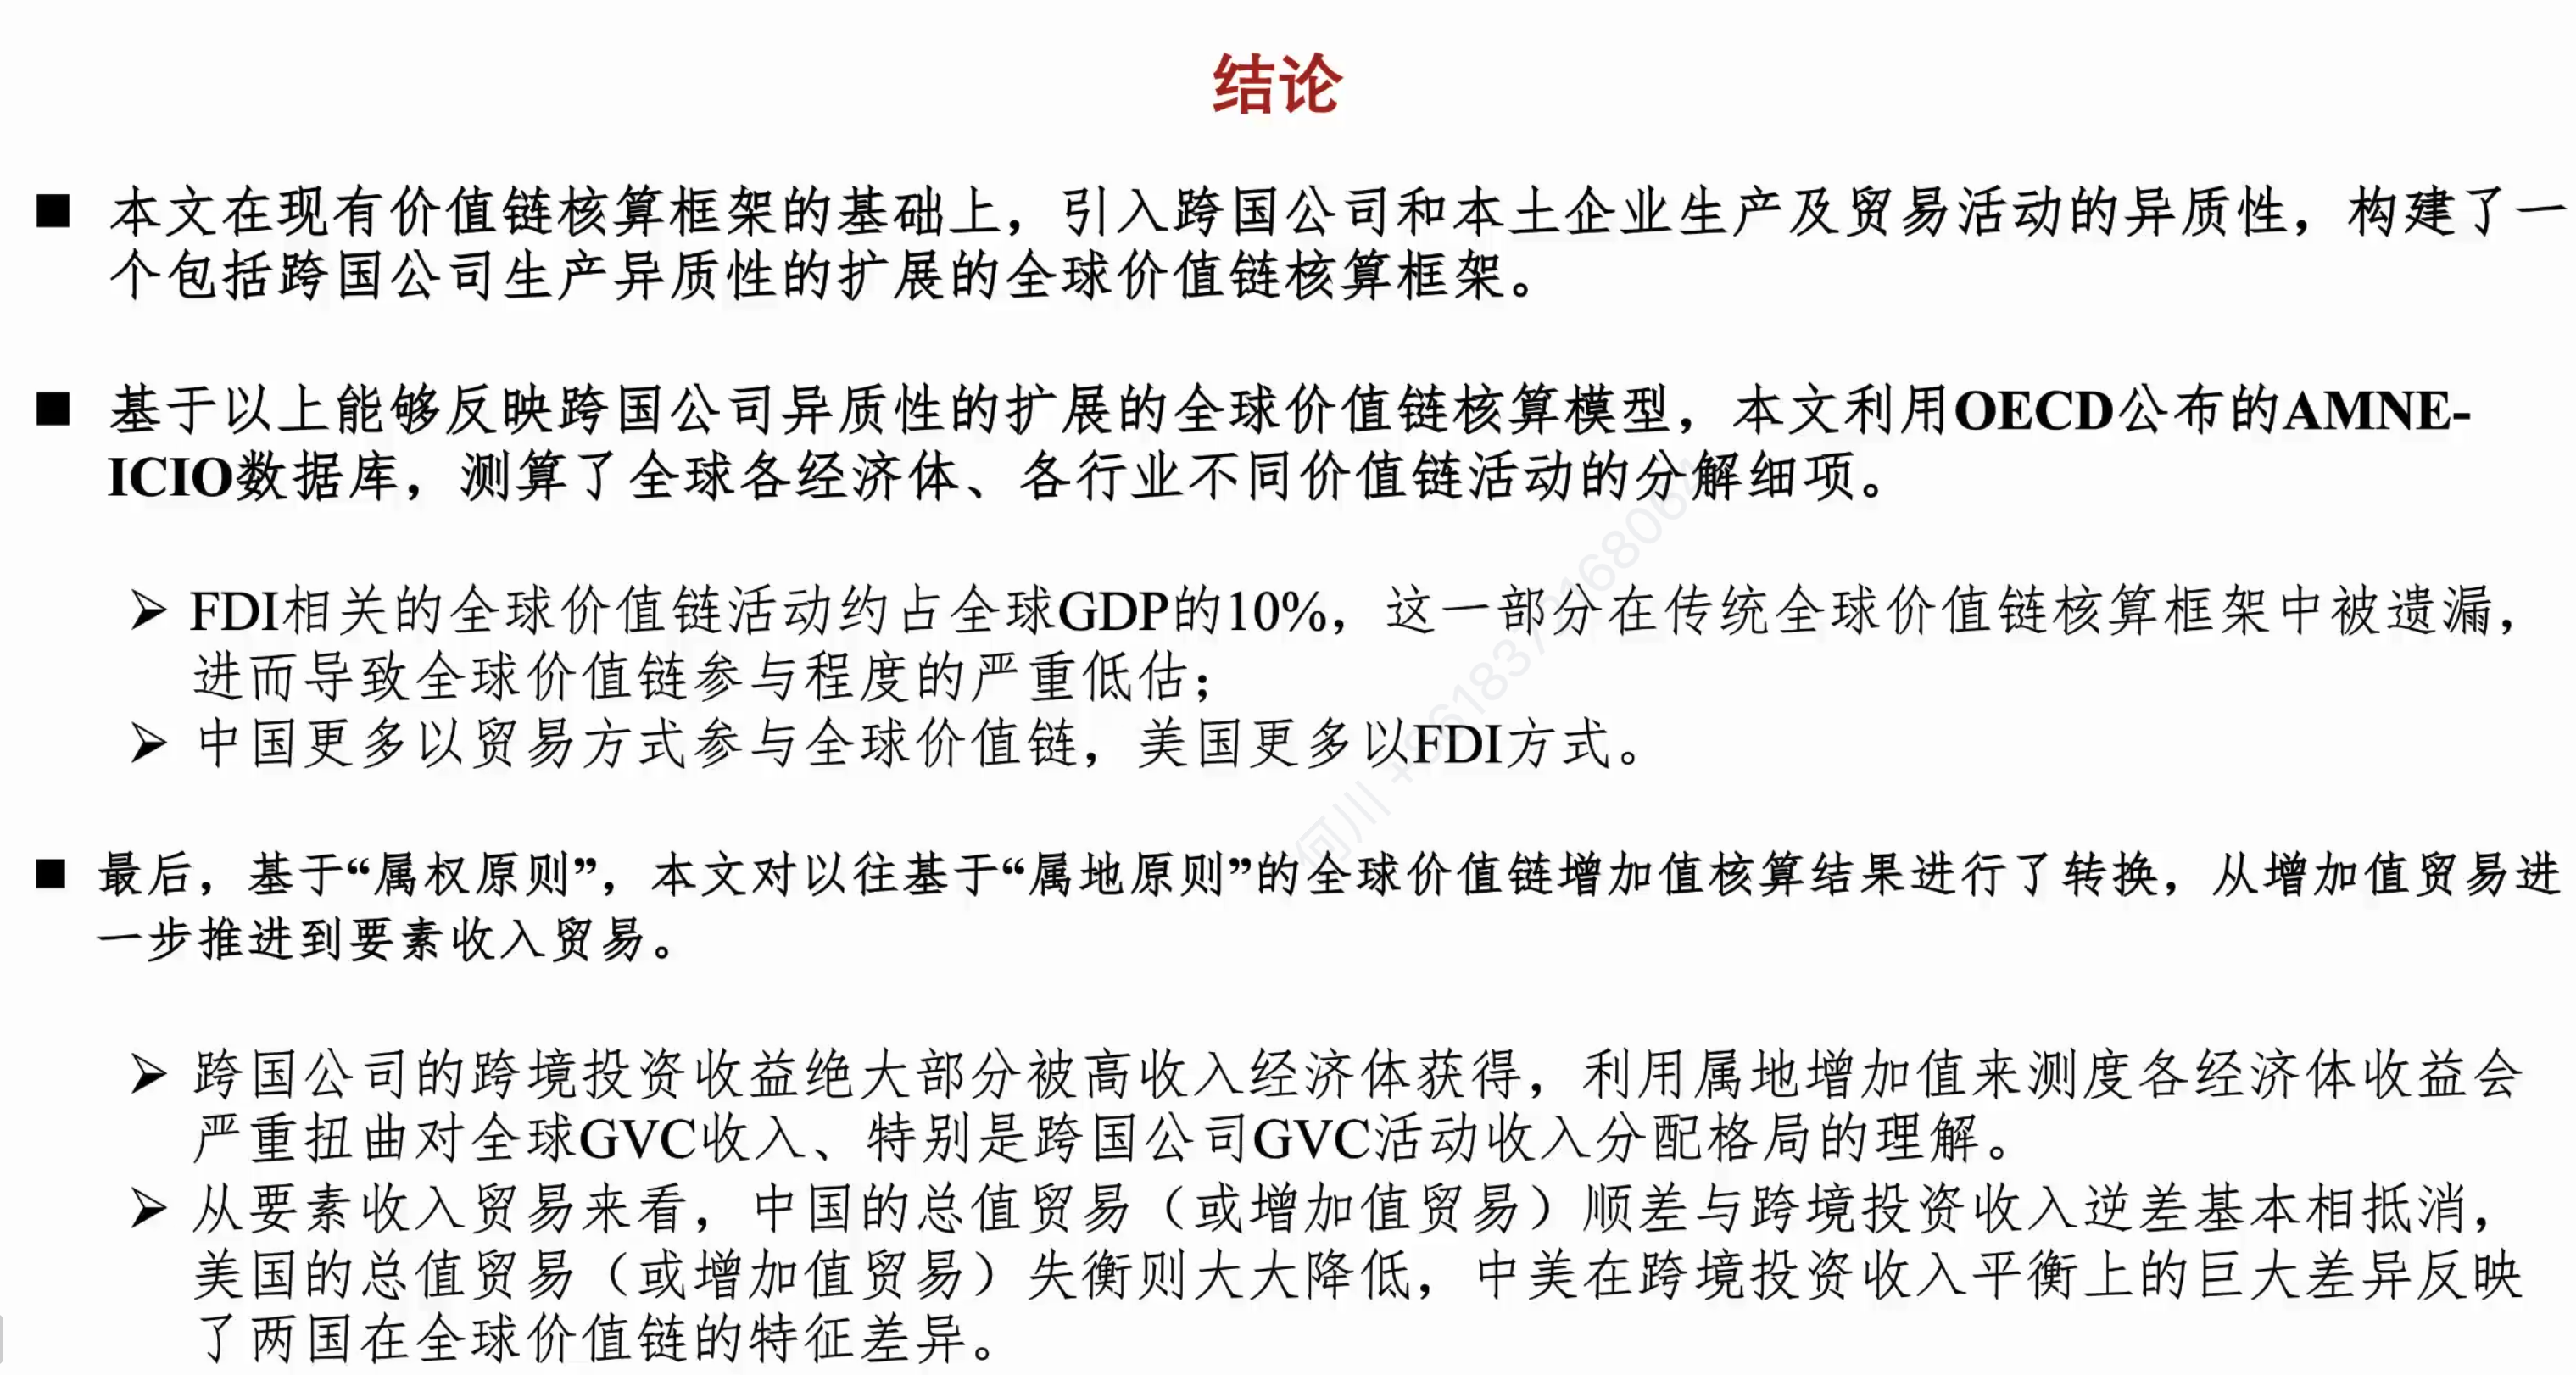 结论
■ 本文在现有价值链核算框架的基础上，引入跨国公司和本土企业生产及贸易活动的异质性，构建了一
个包括跨国公司生产异质性的扩展的全球价值链核算框架。
■ 基于以上能够反映跨国公司异质性的扩展的全球价值链核算模型，本文利用OECD公布的AMNE-
ICIO数据库，测算了全球各经济体、各行业不同价值链活动的分解细项。
➢ FDI相关的全球价值链活动约占全球GDP的10%，这一部分在传统全球价值链核算框架中被遗漏，
进而导致全球价值链参与程度的严重低估；
➢ 中国更多以贸易方式参与全球价值链，美国更多以FDI方式。
■ 最后，基于“属权原则”，本文对以往基于“属地原则”的全球价值链增加值核算结果进行了转换，从增加值贸易进
一步推进到要素收入贸易。
➢ 跨国公司的跨境投资收益绝大部分被高收入经济体获得，利用属地增加值来测度各经济体收益会
严重扭曲对全球GVC收入、特别是跨国公司GVC活动收入分配格局的理解。
➢ 从要素收入贸易来看，中国的总值贸易（或增加值贸易）顺差与跨境投资收入逆差基本相抵消，
美国的总值贸易（或增加值贸易）失衡则大大降低，中美在跨境投资收入平衡上的巨大差异反映
了两国在全球价值链的特征差异。